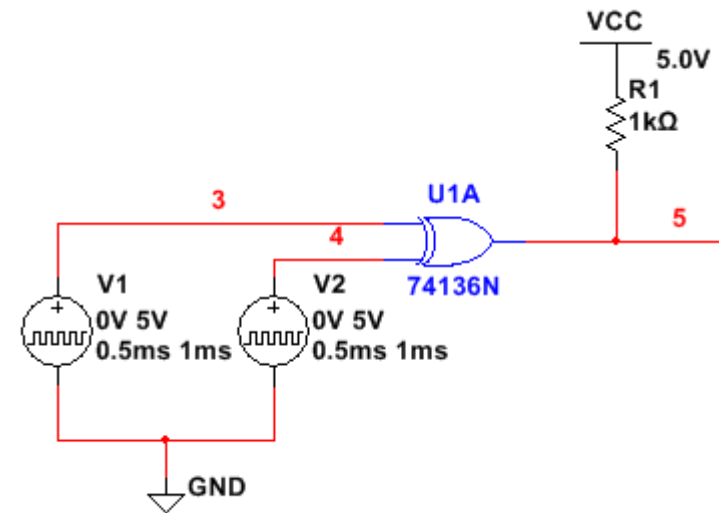 VCC
5.0V
R1
1kΩ
U1A
3
4
5
74136N
V1
0V 5V
0.5ms 1ms
V2
0V 5V
0.5ms 1ms
GND